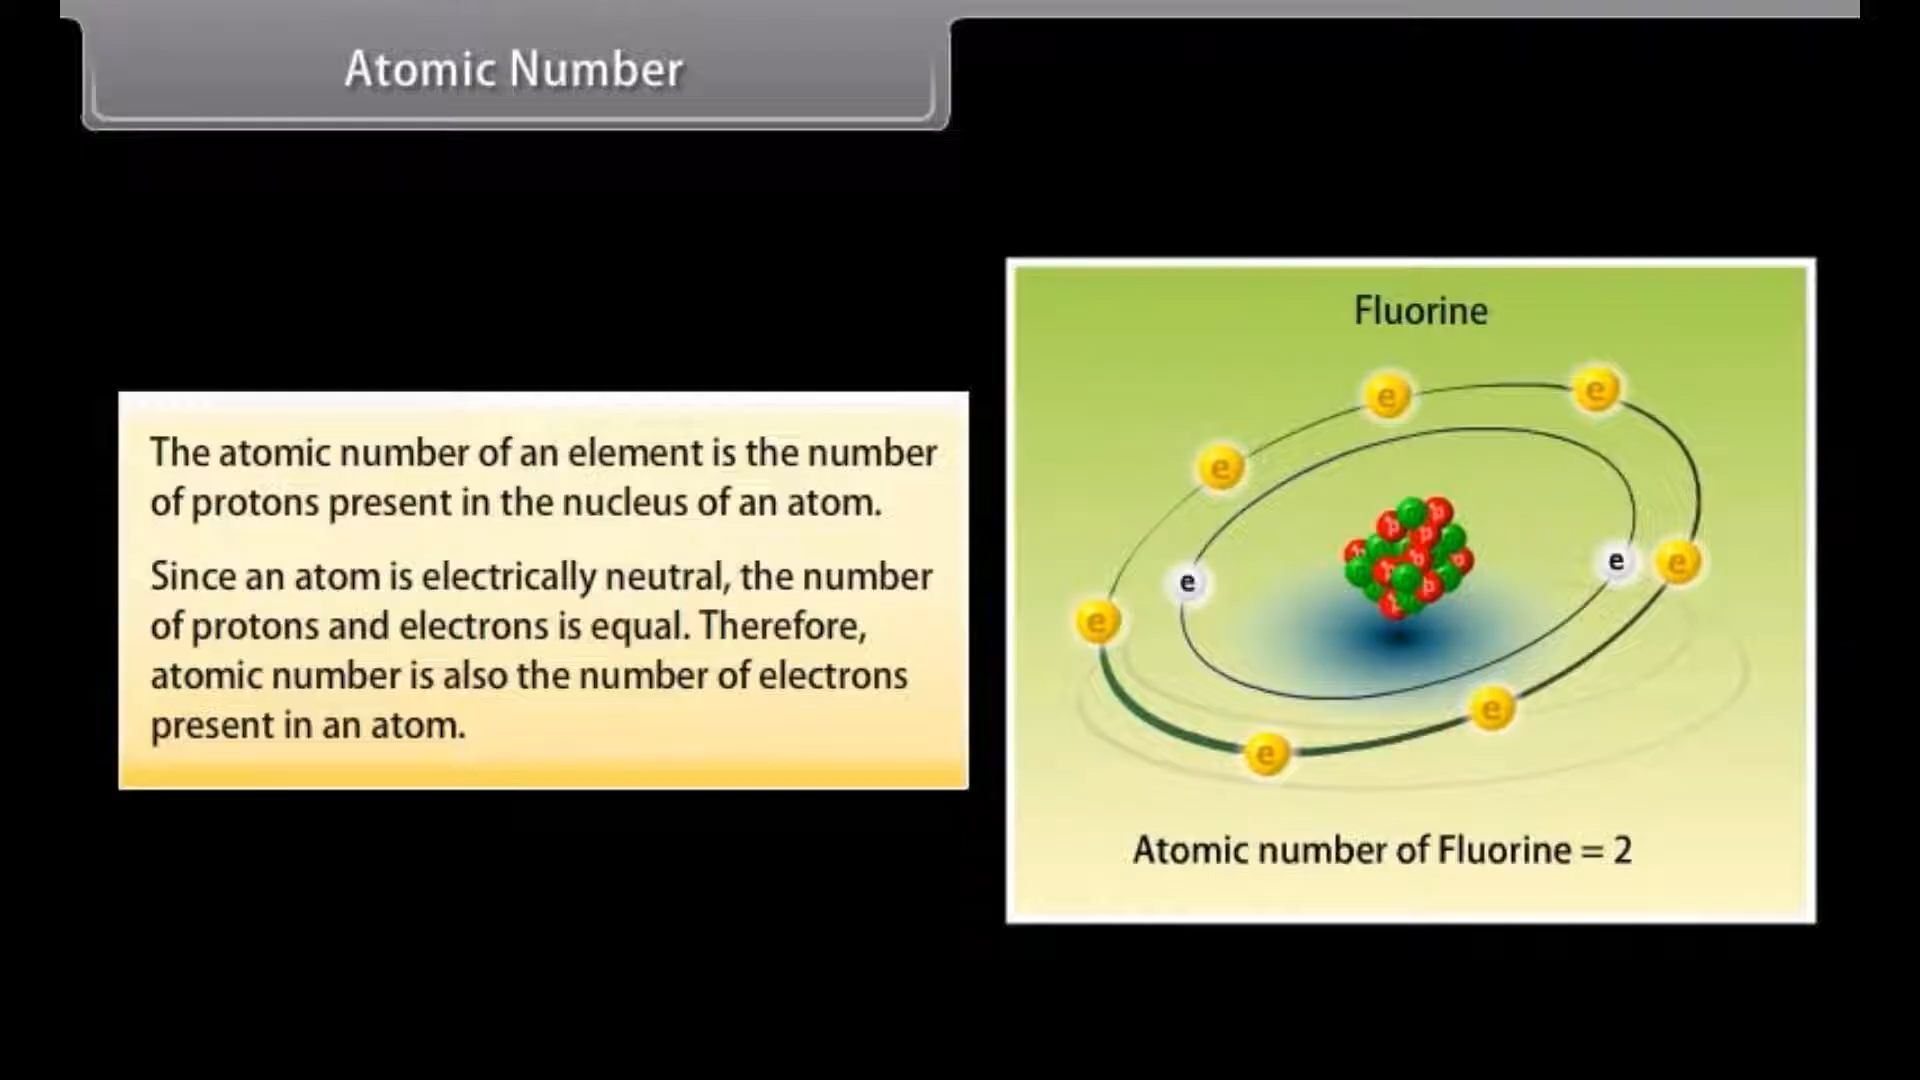 Atomic Number
The atomic number of an element is the number
of protons present in the nucleus of an atom.
Since an atom is electrically neutral, the number
of protons and electrons is equal. Therefore,
atomic number is also the number of electrons
present in an atom.
Fluorine
e e
e
p p
p
p p p
e e e
p p
e
p
e
e
Atomic number of Fluorine = 2